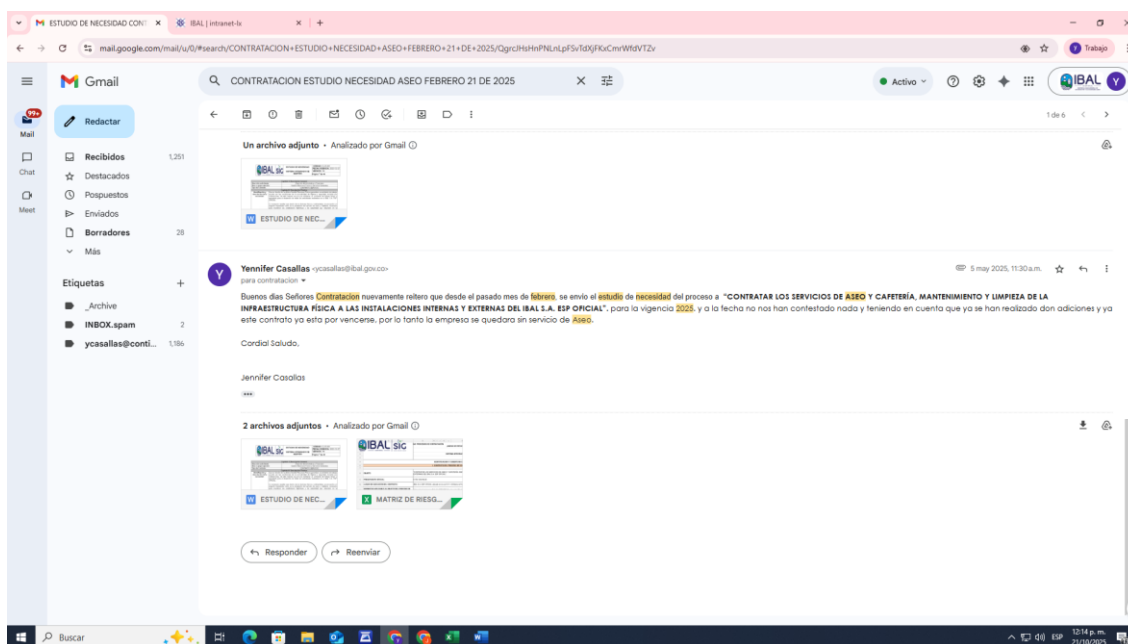 ESTUDIO DE NECESIDAD CONT
IBAL | intranet-lx
mail.google.com/mail/u/0/#search/CONTRATACION+ESTUDIO+NECESIDAD+ASEO+FEBRERO+21+DE+2025/QgrcJHsHnPNLnLpFSvTdXjFKxCmrWfdVTZv
Trabajo
Gmail
CONTRATACION ESTUDIO NECESIDAD ASEO FEBRERO 21 DE 2025
Activo
IBAL
Y
99+
Mail
Chat
Meet
Redactar
Recibidos 1,251
Destacados
Pospuestos
Enviados
Borradores 28
Más
Etiquetas
_Archive
INBOX.spam 2
ycasallas@conti... 1,186
1 de 6
Un archivo adjunto • Analizado por Gmail
IBAL sic
W ESTUDIO DE NEC...
Y
Yennifer Casallas <ycasallas@ibal.gov.co>
5 may 2025, 11:30 a.m.
para contratacion
Buenos dias Señores Contratacion nuevamente reitero que desde el pasado mes de febrero, se envio el estudio de necesidad del proceso a "CONTRATAR LOS SERVICIOS DE ASEO Y CAFETERÍA, MANTENIMIENTO Y LIMPIEZA DE LA
INFRAESTRUCTURA FÍSICA A LAS INSTALACIONES INTERNAS Y EXTERNAS DEL IBAL S.A. ESP OFICIAL", para la vigencia 2025, y a la fecha no nos han contestado nada y teniendo en cuenta que ya se han realizado don adiciones y ya
este contrato ya esta por vencerse, por lo tanto la empresa se quedara sin servicio de Aseo.
Cordial Saludo,
Jennifer Casallas
2 archivos adjuntos • Analizado por Gmail
IBAL sic
IBAL sic
W ESTUDIO DE NEC...
X MATRIZ DE RIESG...
Responder
Reenviar
Buscar
ESP
12:14 p. m.
21/10/2025